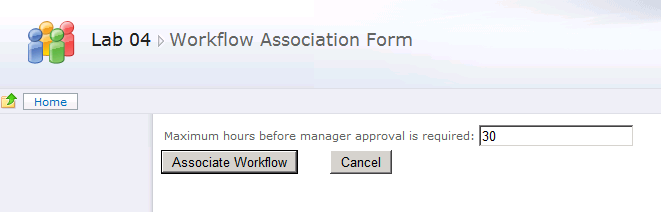 Lab 04 ▷ Workflow Association Form
Home
Maximum hours before manager approval is required: 30
Associate Workflow Cancel